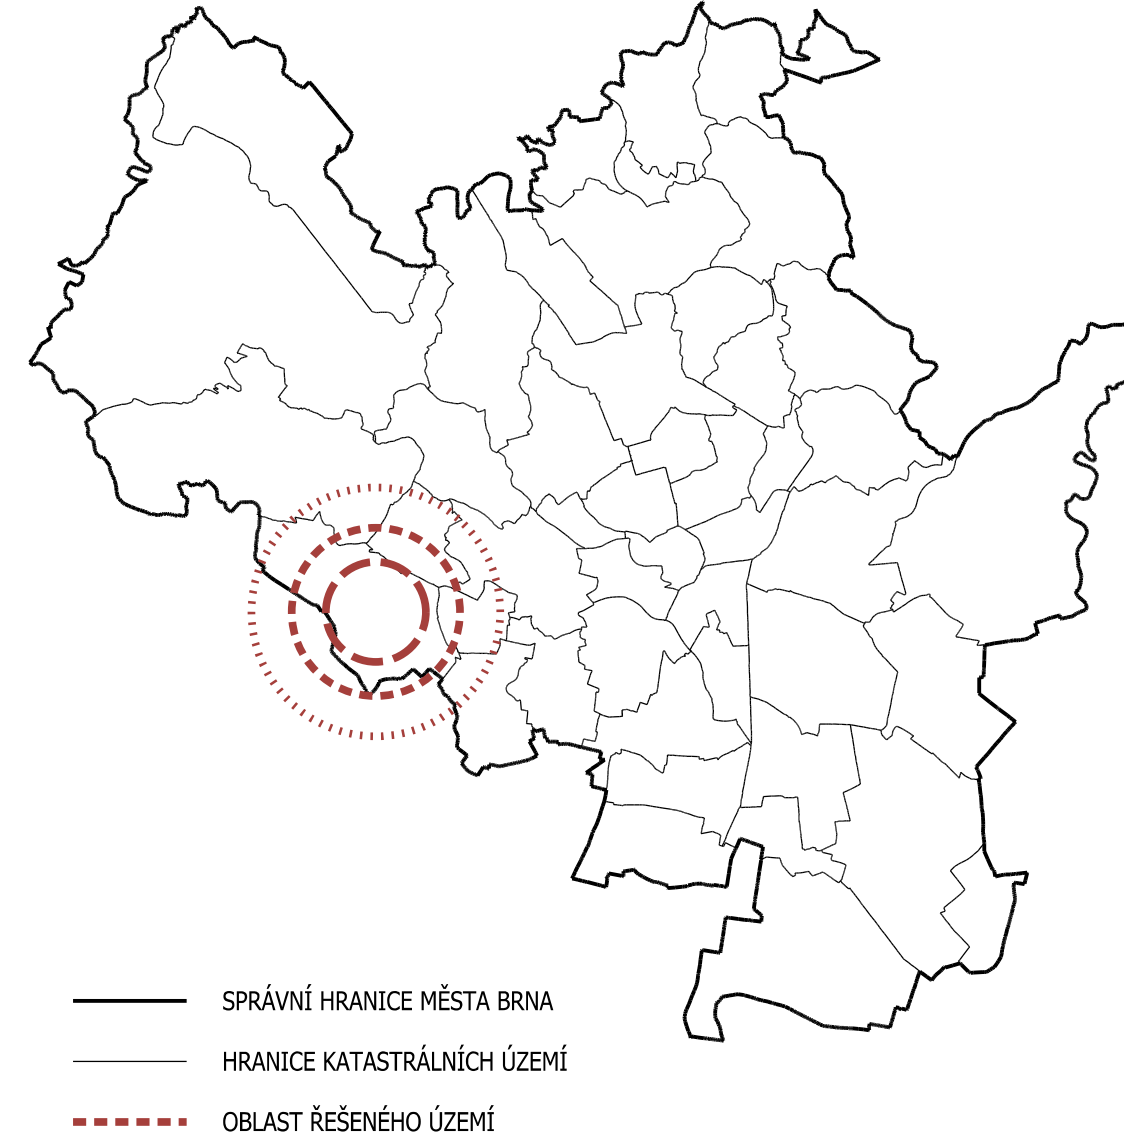 SPRÁVNÍ HRANICE MĚSTA BRNA
HRANICE KATASTRÁLNÍCH ÚZEMÍ
OBLAST ŘEŠENÉHO ÚZEMÍ